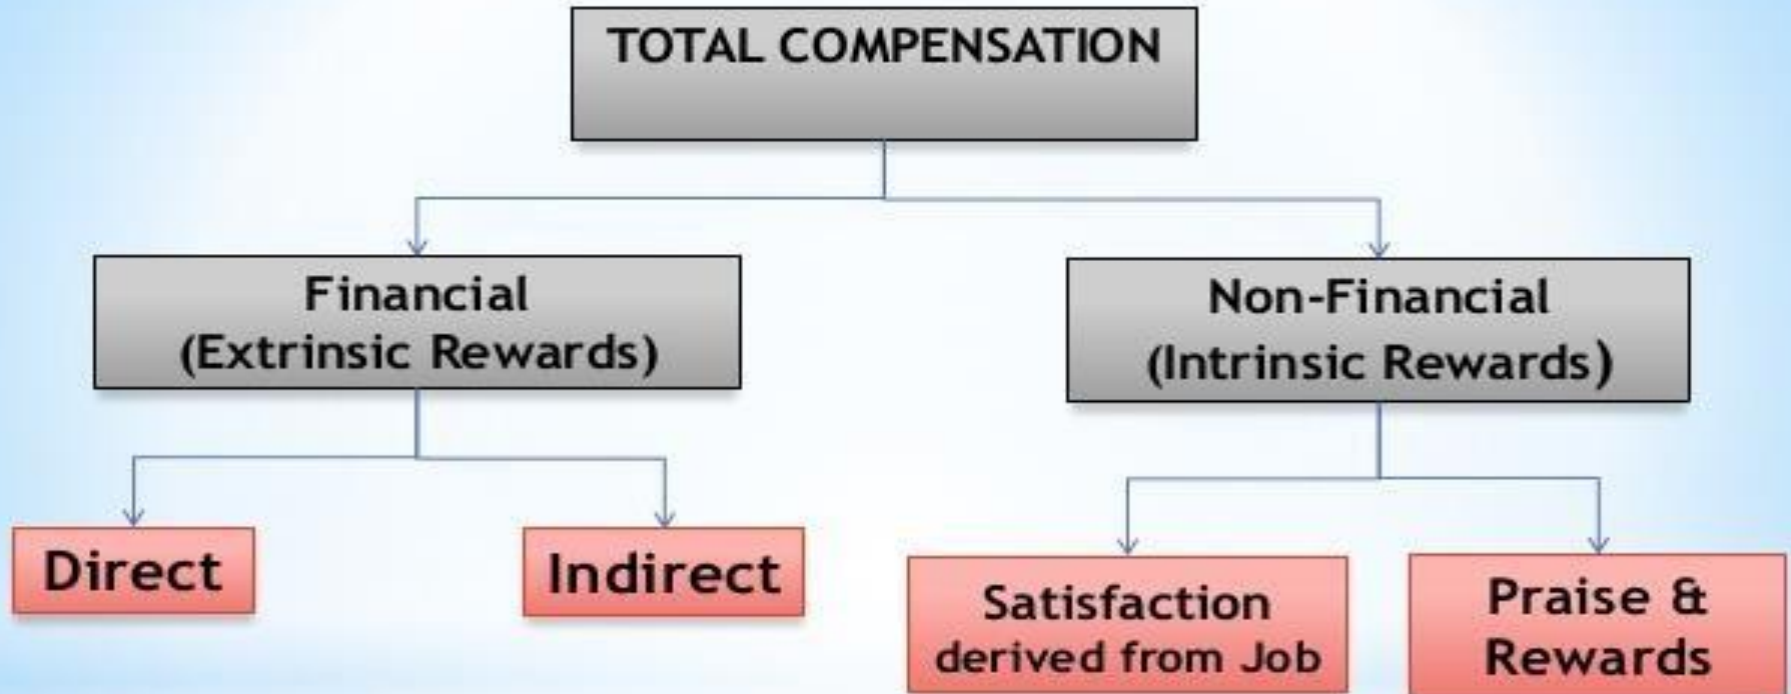 TOTAL COMPENSATION
Financial
(Extrinsic Rewards)
Non-Financial
(Intrinsic Rewards)
Direct
Indirect
Satisfaction
derived from Job
Praise &
Rewards